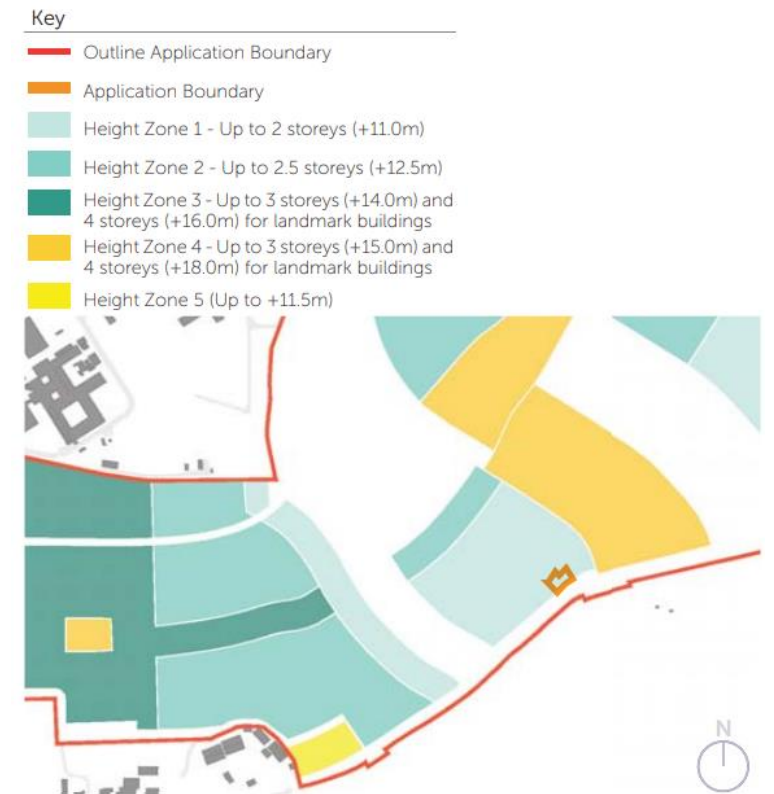 Key
Outline Application Boundary
Application Boundary
Height Zone 1 - Up to 2 storeys (+11.0m)
Height Zone 2 - Up to 2.5 storeys (+12.5m)
Height Zone 3 - Up to 3 storeys (+14.0m) and
4 storeys (+16.0m) for landmark buildings
Height Zone 4 - Up to 3 storeys (+15.0m) and
4 storeys (+18.0m) for landmark buildings
Height Zone 5 (Up to +11.5m)
N